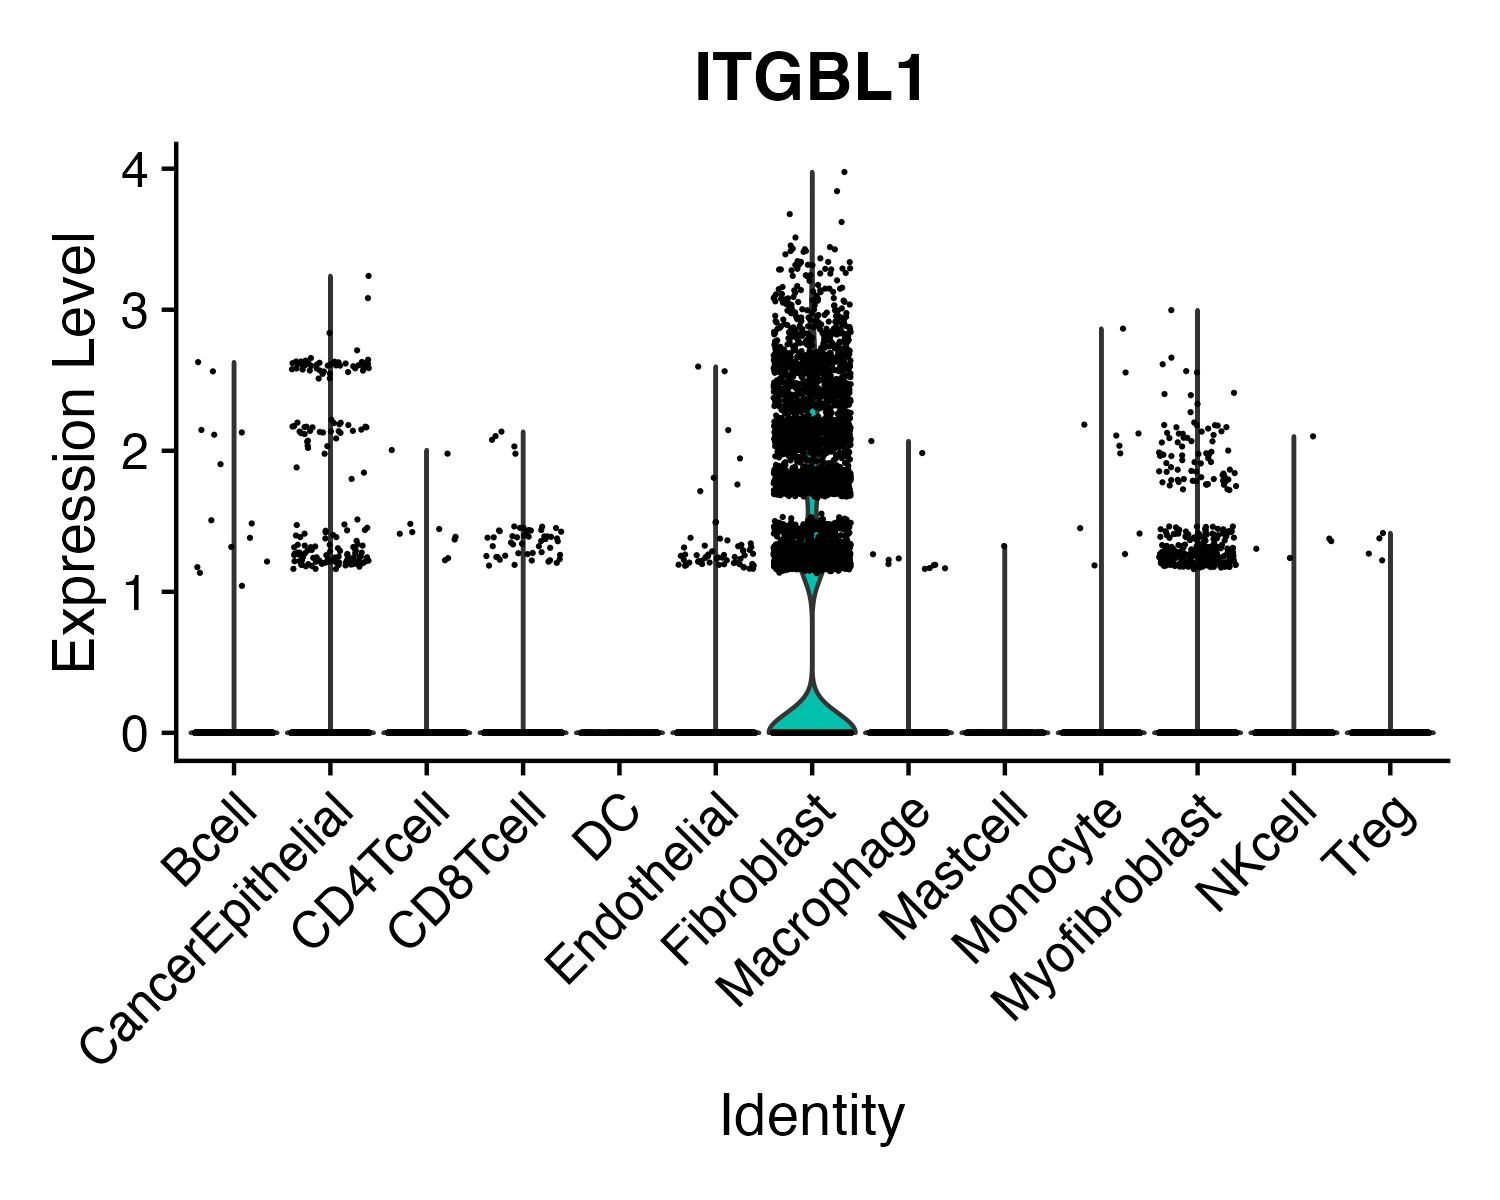 ITGBL1
Expression Level
4
3
2
1
0
Bcell
CancerEpithelial
CD4Tcell
CD8Tcell
DC
Endothelial
Fibroblast
Macrophage
Mastcell
Monocyte
Myofibroblast
NKcell
Treg
Identity